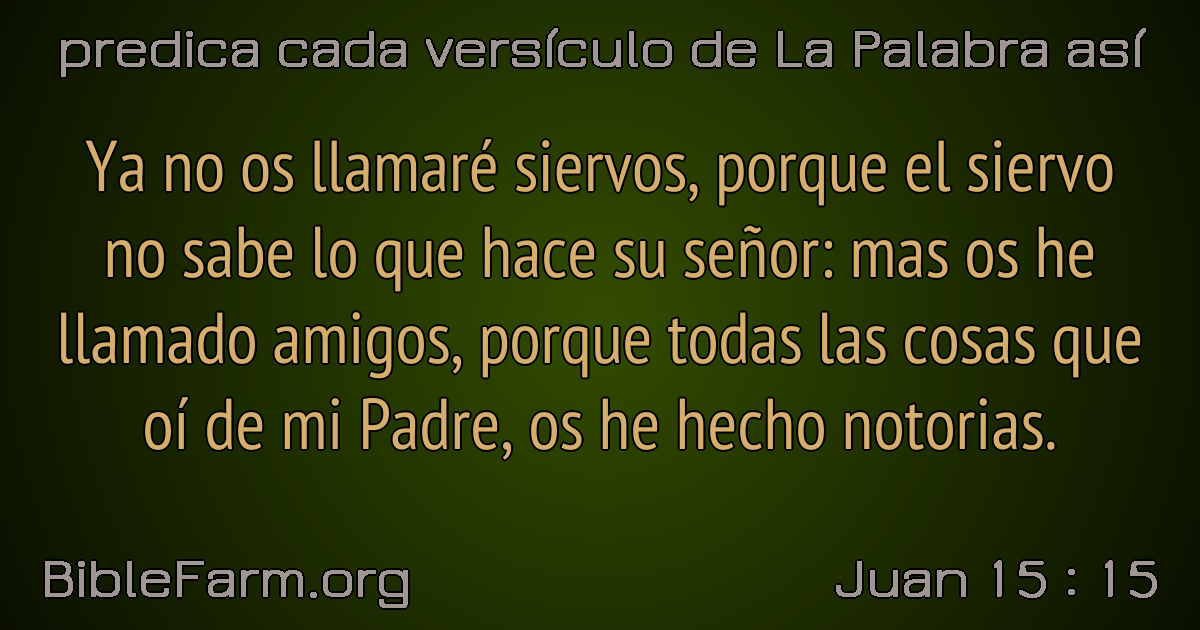 predica cada versículo de La Palabra así
Ya no os llamaré siervos, porque el siervo
no sabe lo que hace su señor: mas os he
llamado amigos, porque todas las cosas que
oí de mi Padre, os he hecho notorias.
BibleFarm.org
Juan 15 : 15